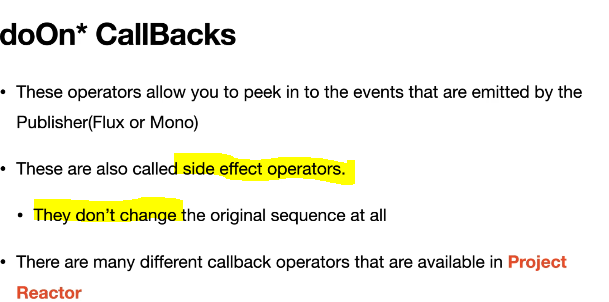 doOn* CallBacks
• These operators allow you to peek in to the events that are emitted by the
Publisher(Flux or Mono)
• These are also called side effect operators.
• They don't change the original sequence at all
• There are many different callback operators that are available in Project
Reactor